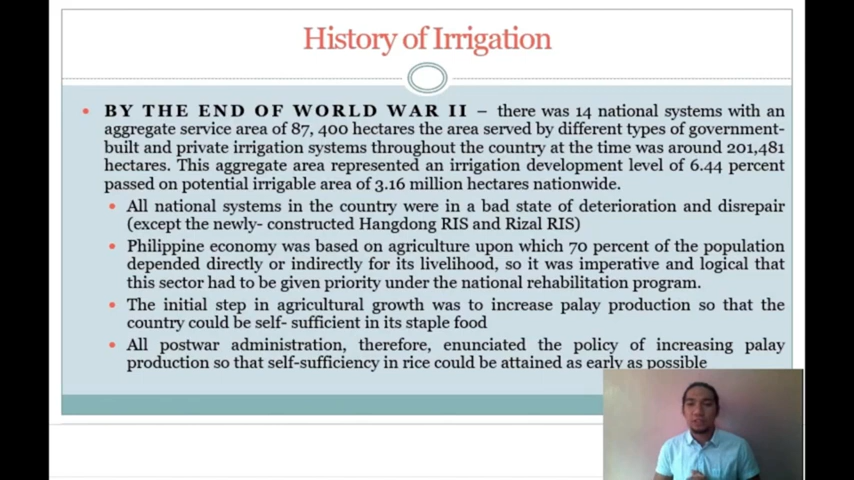 History of Irrigation
• BY THE END OF WORLD WAR II – there was 14 national systems with an
aggregate service area of 87, 400 hectares the area served by different types of government-
built and private irrigation systems throughout the country at the time was around 201,481
hectares. This aggregate area represented an irrigation development level of 6.44 percent
passed on potential irrigable area of 3.16 million hectares nationwide.
• All national systems in the country were in a bad state of deterioration and disrepair
(except the newly- constructed Hangdong RIS and Rizal RIS)
• Philippine economy was based on agriculture upon which 70 percent of the population
depended directly or indirectly for its livelihood, so it was imperative and logical that
this sector had to be given priority under the national rehabilitation program.
• The initial step in agricultural growth was to increase palay production so that the
country could be self- sufficient in its staple food
• All postwar administration, therefore, enunciated the policy of increasing palay
production so that self-sufficiency in rice could be attained as early as possible